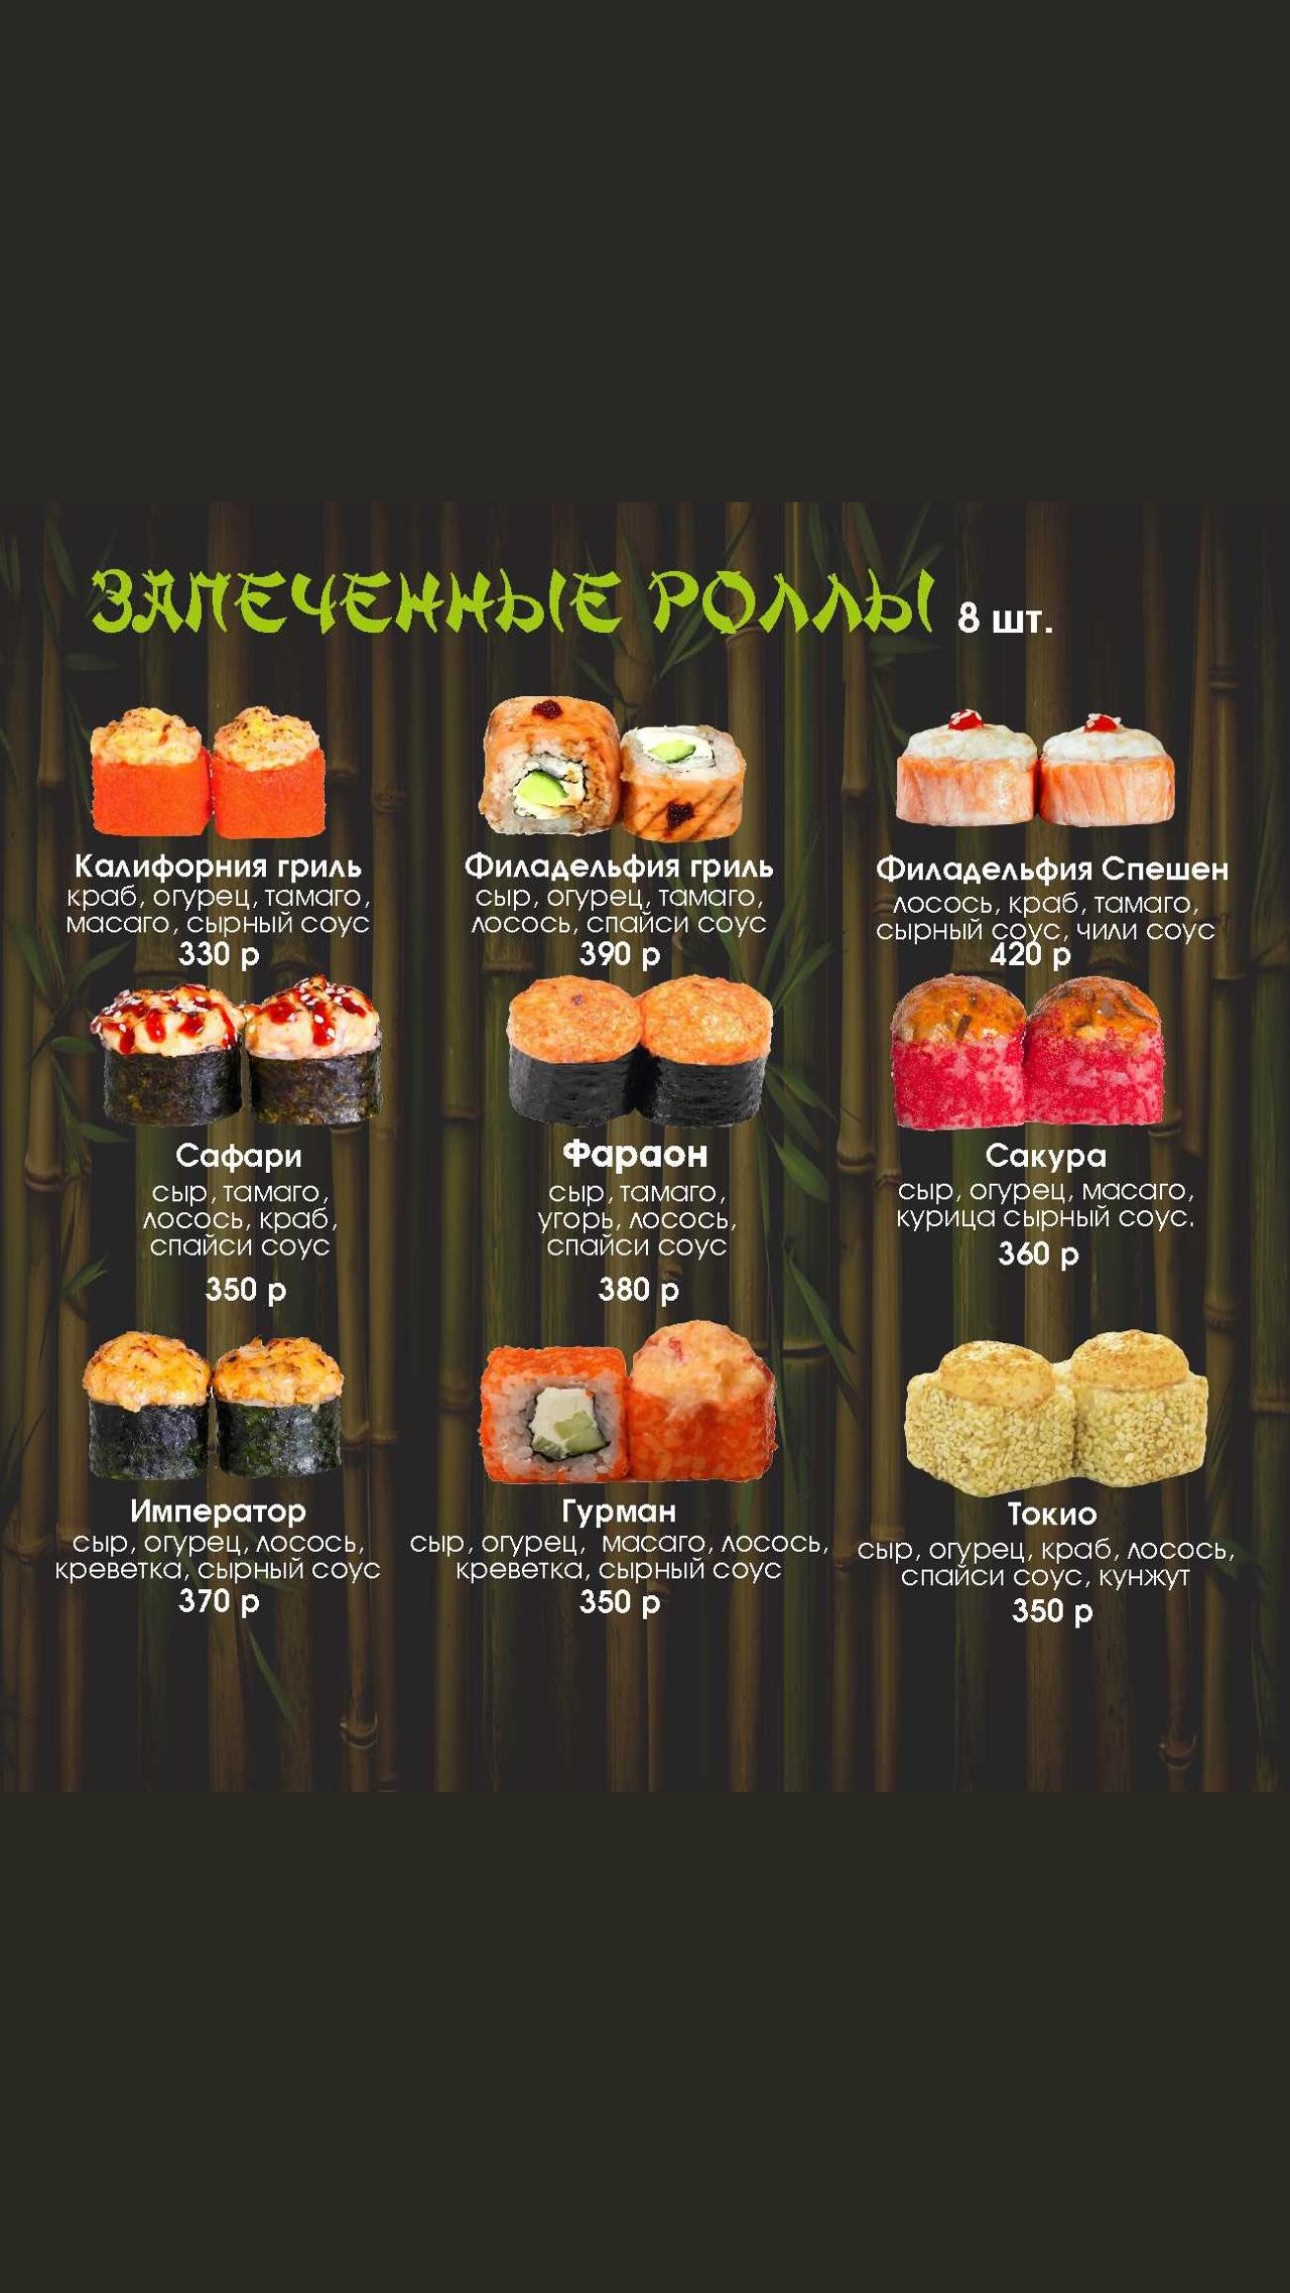 ЗАПЕЧЕННЫЕ РОЛЛЫ 8 шт.
Калифорния гриль
краб, огурец, тамаго,
масаго, сырный соус
330 р
Филадельфия гриль
сыр, огурец, тамаго,
лосось, спайси соус
390 р
Филадельфия Спешен
лосось, краб, тамаго,
сырный соус, чили соус
420 р
Сафари
сыр, тамаго,
лосось, краб,
спайси соус
350 р
Фараон
сыр, тамаго,
угорь, лосось,
спайси соус
380 р
Сакура
сыр, огурец, масаго,
курица сырный соус.
360 р
Император
сыр, огурец, лосось,
креветка, сырный соус
370 р
Гурман
сыр, огурец, масаго, лосось,
креветка, сырный соус
350 р
Токио
сыр, огурец, краб, лосось,
спайси соус, кунжут
350 р